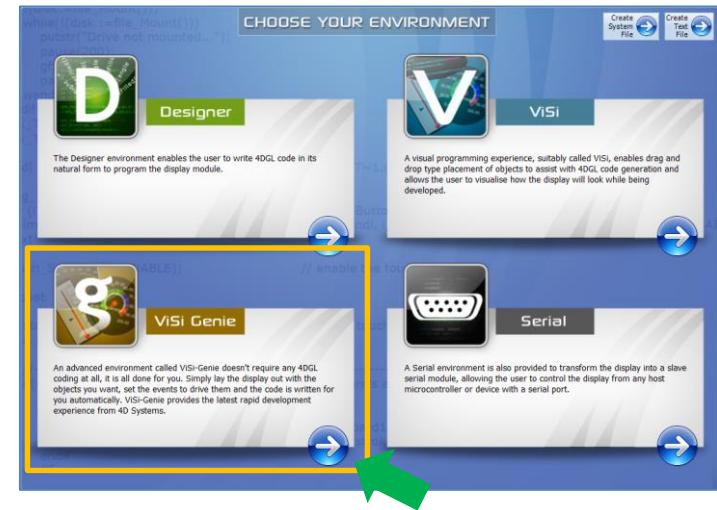 CHOOSE YOUR ENVIRONMENT
Create
System
File
Create
Text
File
Designer
The Designer environment enables the user to write 4DGL code in its
natural form to program the display module.
ViSi
A visual programming experience, suitably called ViSi, enables drag and
drop type placement of objects to assist with 4DGL code generation and
allows the user to visualise how the display will look while being
developed.
ViSi Genie
An advanced environment called ViSi-Genie doesn't require any 4DGL
coding at all, it is all done for you. Simply lay the display out with the
objects you want, set the events to drive them and the code is written for
you automatically. ViSi-Genie provides the latest rapid development
experience from 4D Systems.
Serial
A Serial environment is also provided to transform the display into a slave
serial module, allowing the user to control the display from any host
microcontroller or device with a serial port.